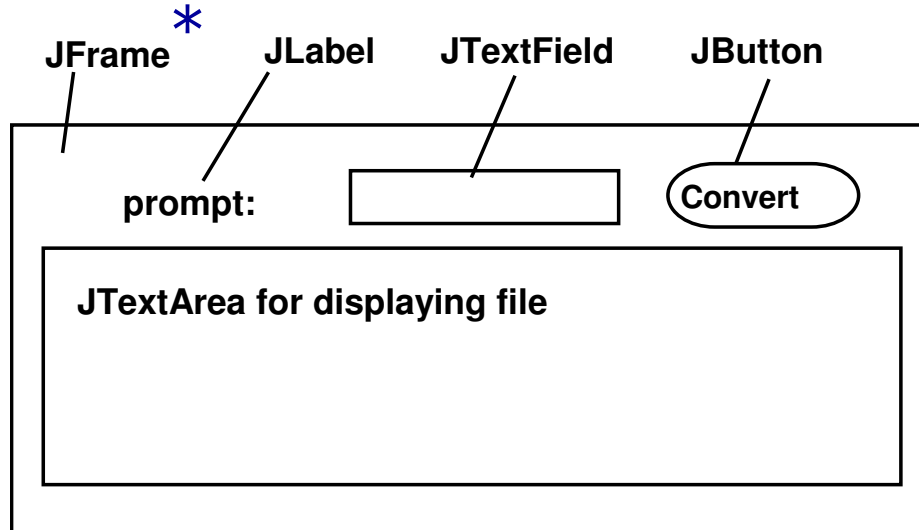 JFrame * JLabel JTextField JButton
prompt: Convert
JTextArea for displaying file